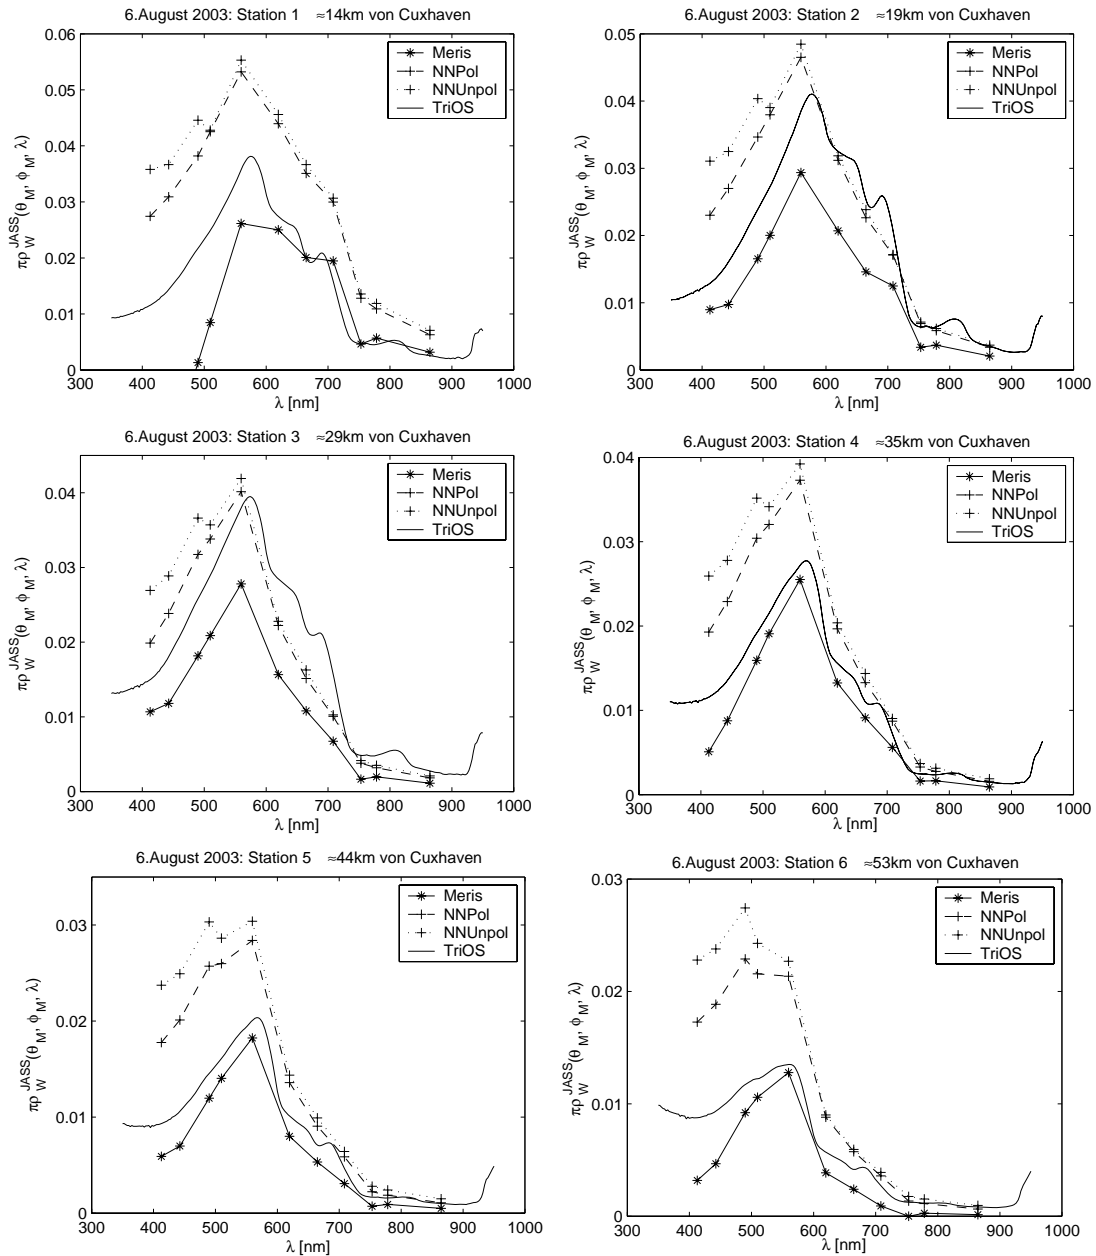 6.August 2003: Station 1 ≈14km von Cuxhaven
0.06
0.05
0.04
0.03
0.02
0.01
0
πρ_W^JASS(θ_M, ϕ_M, λ)
Meris
NNPol
NNUnpol
TriOS
300 400 500 600 700 800 900 1000
λ [nm]
6.August 2003: Station 2 ≈19km von Cuxhaven
0.05
0.04
0.03
0.02
0.01
0
πρ_W^JASS(θ_M, ϕ_M, λ)
Meris
NNPol
NNUnpol
TriOS
300 400 500 600 700 800 900 1000
λ [nm]
6.August 2003: Station 3 ≈29km von Cuxhaven
0.04
0.03
0.02
0.01
0
πρ_W^JASS(θ_M, ϕ_M, λ)
Meris
NNPol
NNUnpol
TriOS
300 400 500 600 700 800 900 1000
λ [nm]
6.August 2003: Station 4 ≈35km von Cuxhaven
0.04
0.03
0.02
0.01
0
πρ_W^JASS(θ_M, ϕ_M, λ)
Meris
NNPol
NNUnpol
TriOS
300 400 500 600 700 800 900 1000
λ [nm]
6.August 2003: Station 5 ≈44km von Cuxhaven
0.03
0.02
0.01
0
πρ_W^JASS(θ_M, ϕ_M, λ)
Meris
NNPol
NNUnpol
TriOS
300 400 500 600 700 800 900 1000
λ [nm]
6.August 2003: Station 6 ≈53km von Cuxhaven
0.03
0.02
0.01
0
πρ_W^JASS(θ_M, ϕ_M, λ)
Meris
NNPol
NNUnpol
TriOS
300 400 500 600 700 800 900 1000
λ [nm]